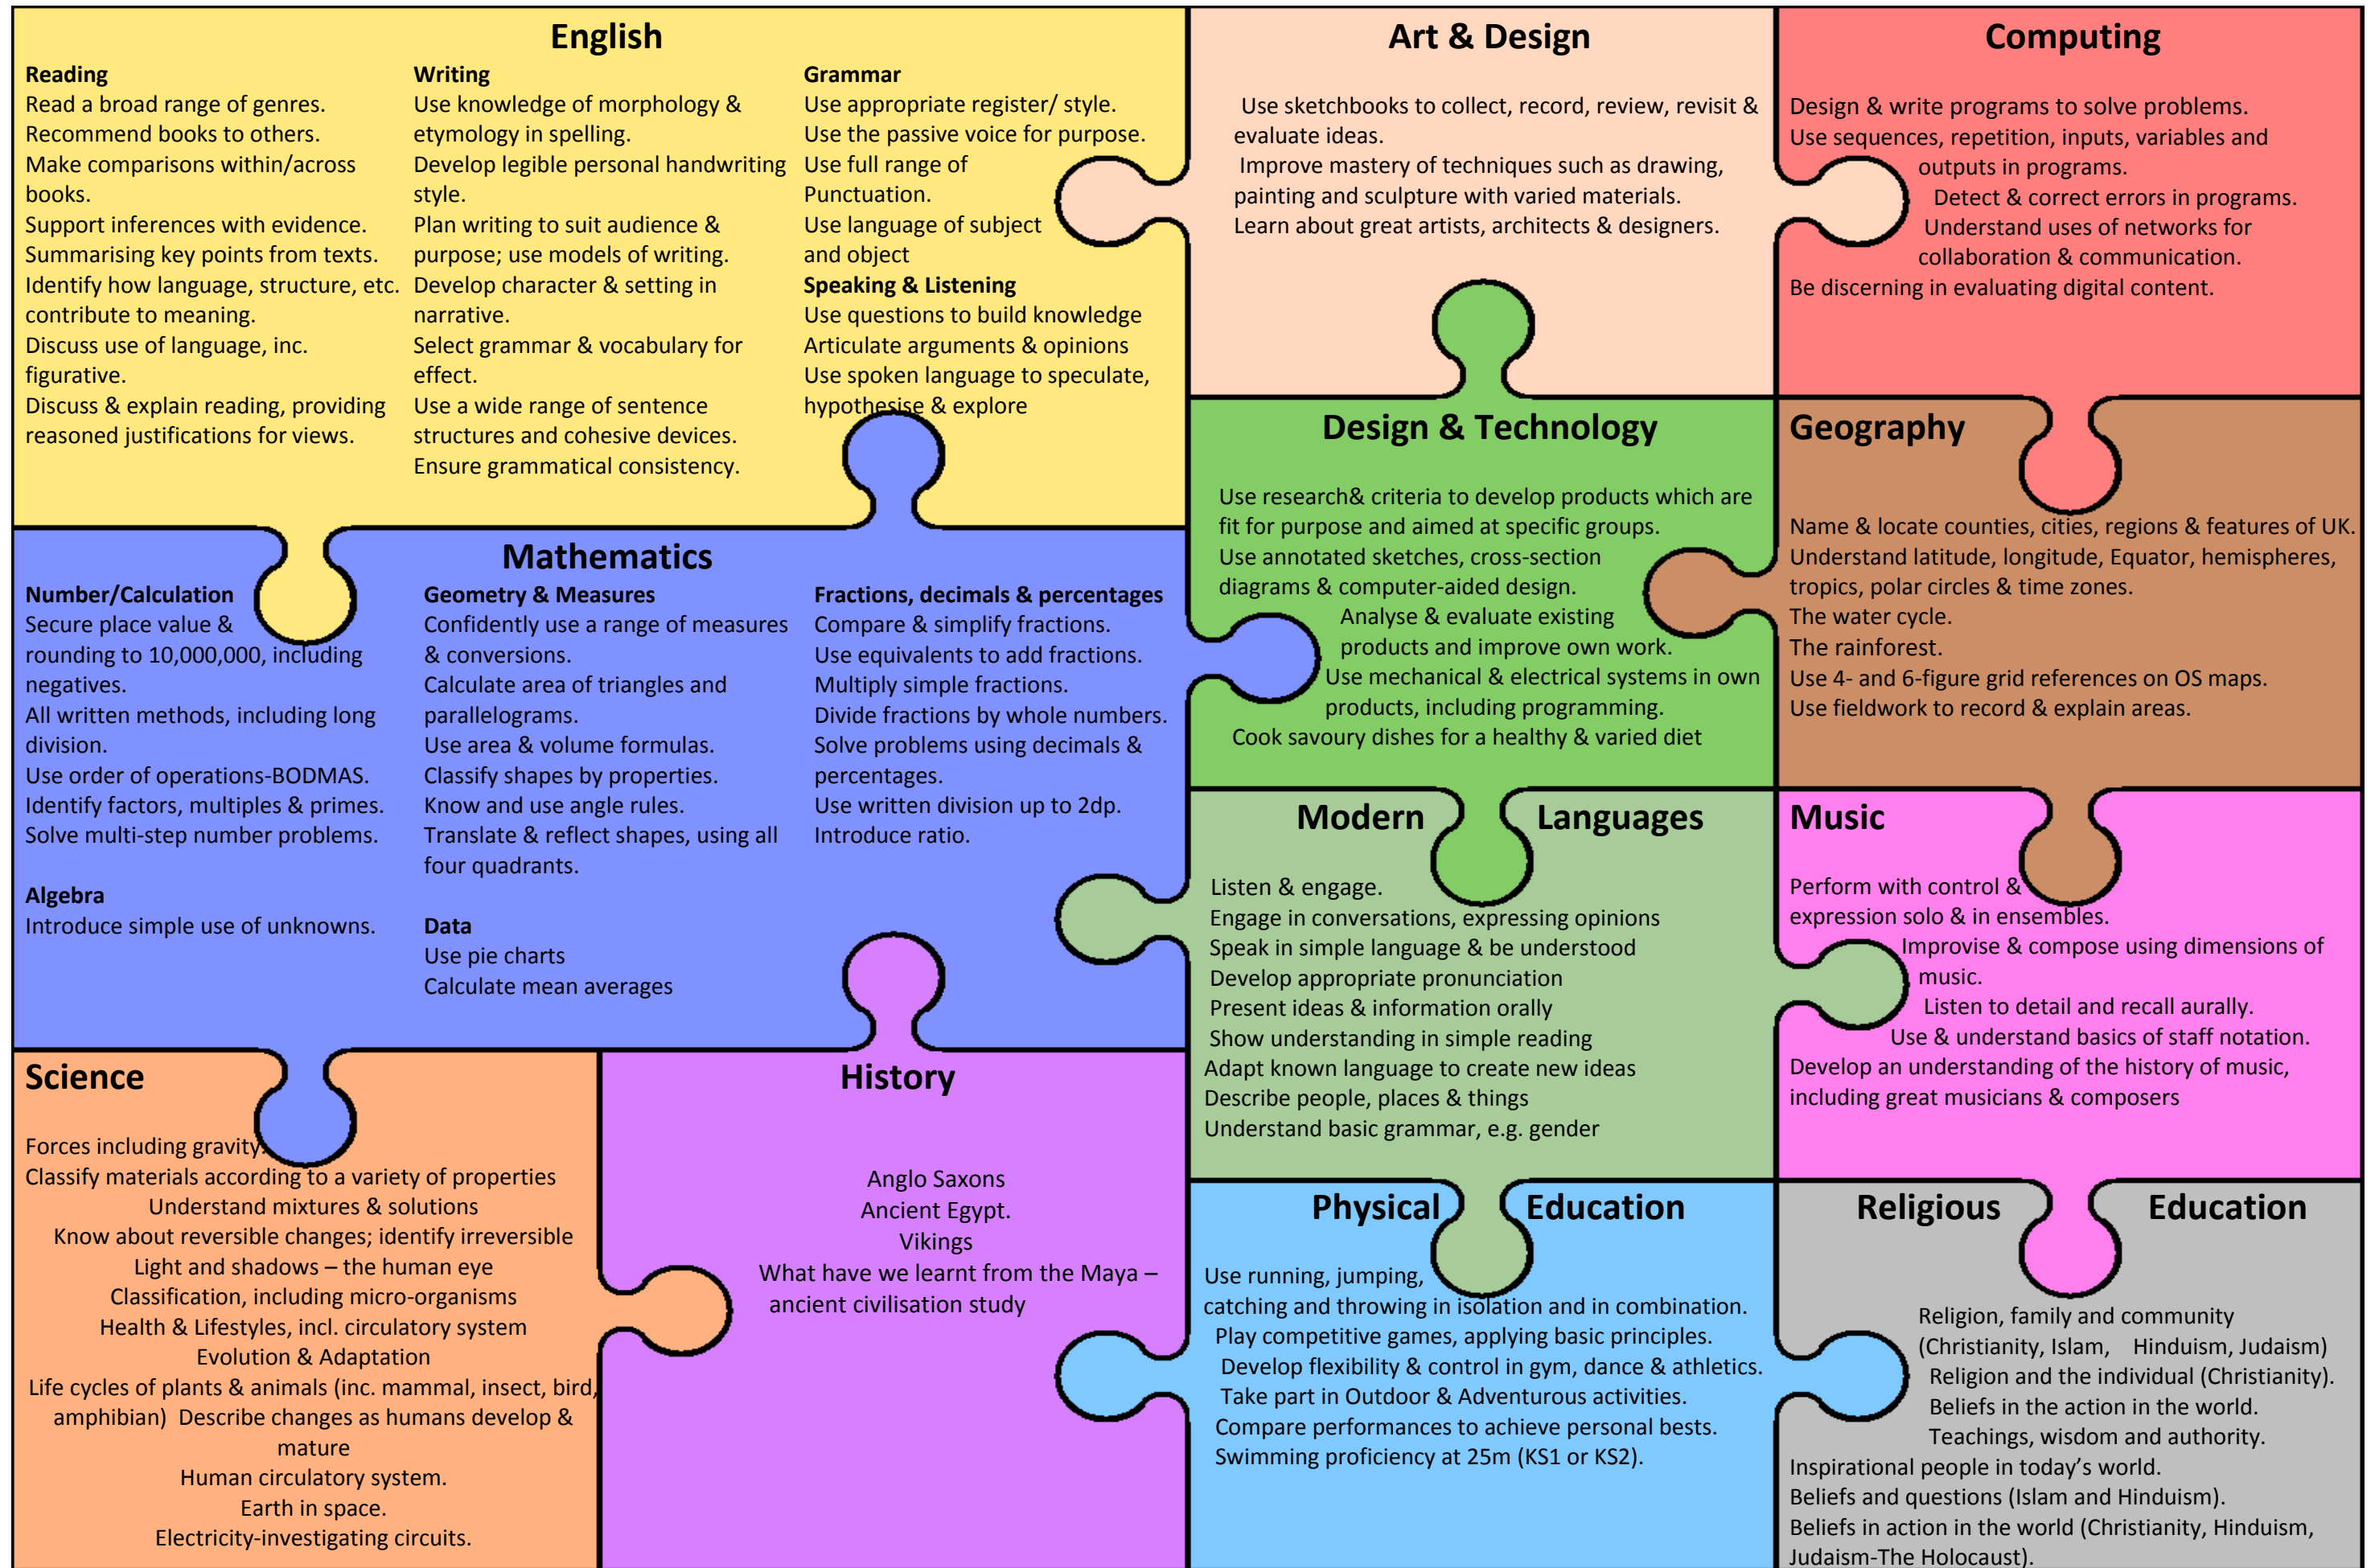 English
Reading
Read a broad range of genres.
Recommend books to others.
Make comparisons within/across
books.
Support inferences with evidence.
Summarising key points from texts.
Identify how language, structure, etc.
contribute to meaning.
Discuss use of language, inc.
figurative.
Discuss & explain reading, providing
reasoned justifications for views.
Writing
Use knowledge of morphology &
etymology in spelling.
Develop legible personal handwriting
style.
Plan writing to suit audience &
purpose; use models of writing.
Develop character & setting in
narrative.
Select grammar & vocabulary for
effect.
Use a wide range of sentence
structures and cohesive devices.
Ensure grammatical consistency.
Grammar
Use appropriate register/ style.
Use the passive voice for purpose.
Use full range of
Punctuation.
Use language of subject
and object
Speaking & Listening
Use questions to build knowledge
Articulate arguments & opinions
Use spoken language to speculate,
hypothesise & explore
Art & Design
Use sketchbooks to collect, record, review, revisit &
evaluate ideas.
Improve mastery of techniques such as drawing,
painting and sculpture with varied materials.
Learn about great artists, architects & designers.
Computing
Design & write programs to solve problems.
Use sequences, repetition, inputs, variables and
outputs in programs.
Detect & correct errors in programs.
Understand uses of networks for
collaboration & communication.
Be discerning in evaluating digital content.
Mathematics
Number/Calculation
Secure place value &
rounding to 10,000,000, including
negatives.
All written methods, including long
division.
Use order of operations-BODMAS.
Identify factors, multiples & primes.
Solve multi-step number problems.
Algebra
Introduce simple use of unknowns.
Geometry & Measures
Confidently use a range of measures
& conversions.
Calculate area of triangles and
parallelograms.
Use area & volume formulas.
Classify shapes by properties.
Know and use angle rules.
Translate & reflect shapes, using all
four quadrants.
Data
Use pie charts
Calculate mean averages
Fractions, decimals & percentages
Compare & simplify fractions.
Use equivalents to add fractions.
Multiply simple fractions.
Divide fractions by whole numbers.
Solve problems using decimals &
percentages.
Use written division up to 2dp.
Introduce ratio.
Design & Technology
Use research& criteria to develop products which are
fit for purpose and aimed at specific groups.
Use annotated sketches, cross-section
diagrams & computer-aided design.
Analyse & evaluate existing
products and improve own work.
Use mechanical & electrical systems in own
products, including programming.
Cook savoury dishes for a healthy & varied diet
Geography
Name & locate counties, cities, regions & features of UK.
Understand latitude, longitude, Equator, hemispheres,
tropics, polar circles & time zones.
The water cycle.
The rainforest.
Use 4- and 6-figure grid references on OS maps.
Use fieldwork to record & explain areas.
Modern Languages
Listen & engage.
Engage in conversations, expressing opinions
Speak in simple language & be understood
Develop appropriate pronunciation
Present ideas & information orally
Show understanding in simple reading
Adapt known language to create new ideas
Describe people, places & things
Understand basic grammar, e.g. gender
Music
Perform with control &
expression solo & in ensembles.
Improvise & compose using dimensions of
music.
Listen to detail and recall aurally.
Use & understand basics of staff notation.
Develop an understanding of the history of music,
including great musicians & composers
Science
Forces including gravity.
Classify materials according to a variety of properties
Understand mixtures & solutions
Know about reversible changes; identify irreversible
Light and shadows – the human eye
Classification, including micro-organisms
Health & Lifestyles, incl. circulatory system
Evolution & Adaptation
Life cycles of plants & animals (inc. mammal, insect, bird,
amphibian) Describe changes as humans develop &
mature
Human circulatory system.
Earth in space.
Electricity-investigating circuits.
History
Anglo Saxons
Ancient Egypt.
Vikings
What have we learnt from the Maya –
ancient civilisation study
Physical Education
Use running, jumping,
catching and throwing in isolation and in combination.
Play competitive games, applying basic principles.
Develop flexibility & control in gym, dance & athletics.
Take part in Outdoor & Adventurous activities.
Compare performances to achieve personal bests.
Swimming proficiency at 25m (KS1 or KS2).
Religious Education
Religion, family and community
(Christianity, Islam, Hinduism, Judaism)
Religion and the individual (Christianity).
Beliefs in the action in the world.
Teachings, wisdom and authority.
Inspirational people in today’s world.
Beliefs and questions (Islam and Hinduism).
Beliefs in action in the world (Christianity, Hinduism,
Judaism-The Holocaust).